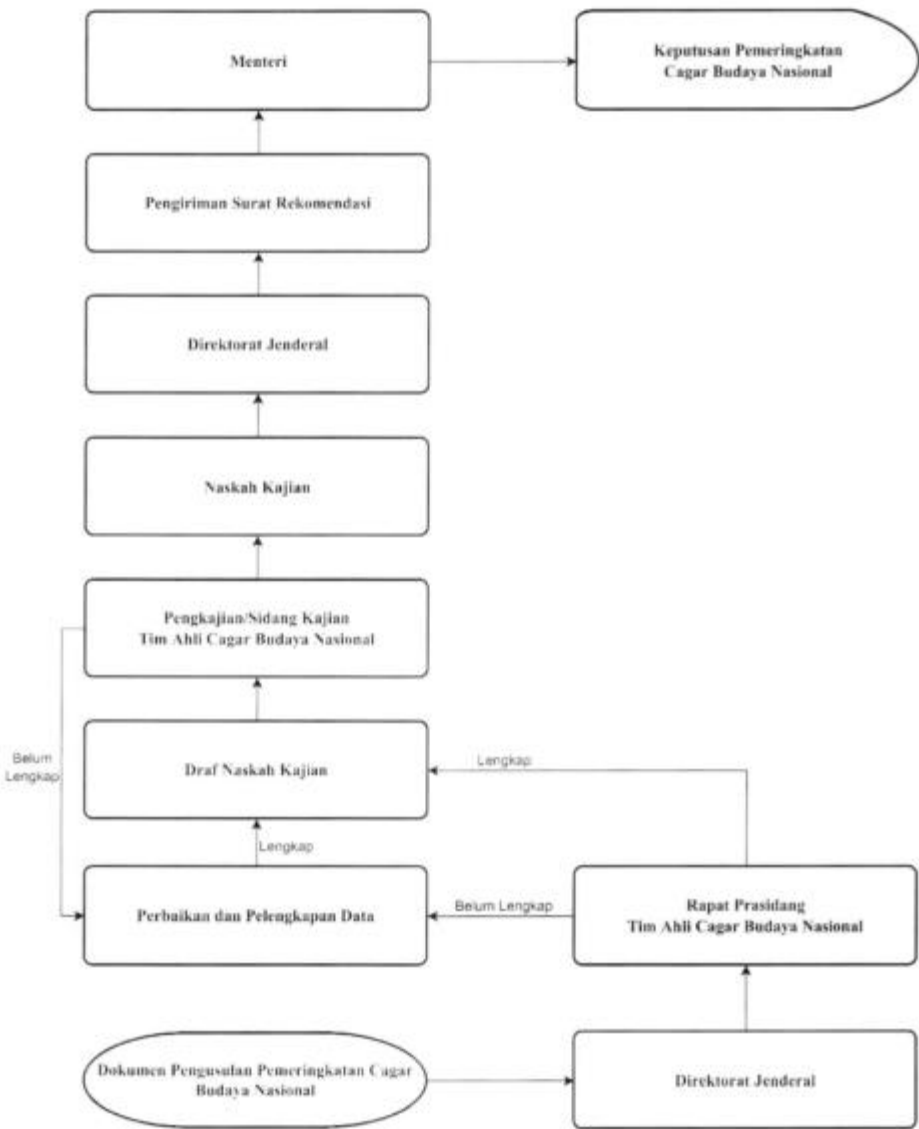 Menteri
Keputusan Pemeringkatan
Cagar Budaya Nasional
Pengiriman Surat Rekomendasi
Direktorat Jenderal
Naskah Kajian
Pengkajian/Sidang Kajian
Tim Ahli Cagar Budaya Nasional
Belum
Lengkap
Draf Naskah Kajian
Lengkap
Lengkap
Perbaikan dan Pelengkapan Data
Belum Lengkap
Rapat Prasidang
Tim Ahli Cagar Budaya Nasional
Dokumen Pengusulan Pemeringkatan Cagar
Budaya Nasional
Direktorat Jenderal